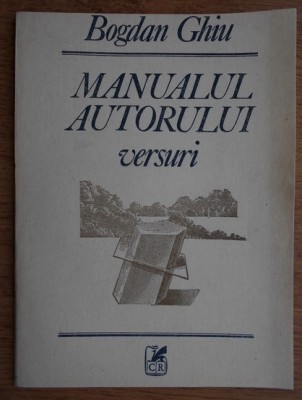 Bogdan Ghiu
MANUALUL
AUTORULUI
versuri
CR